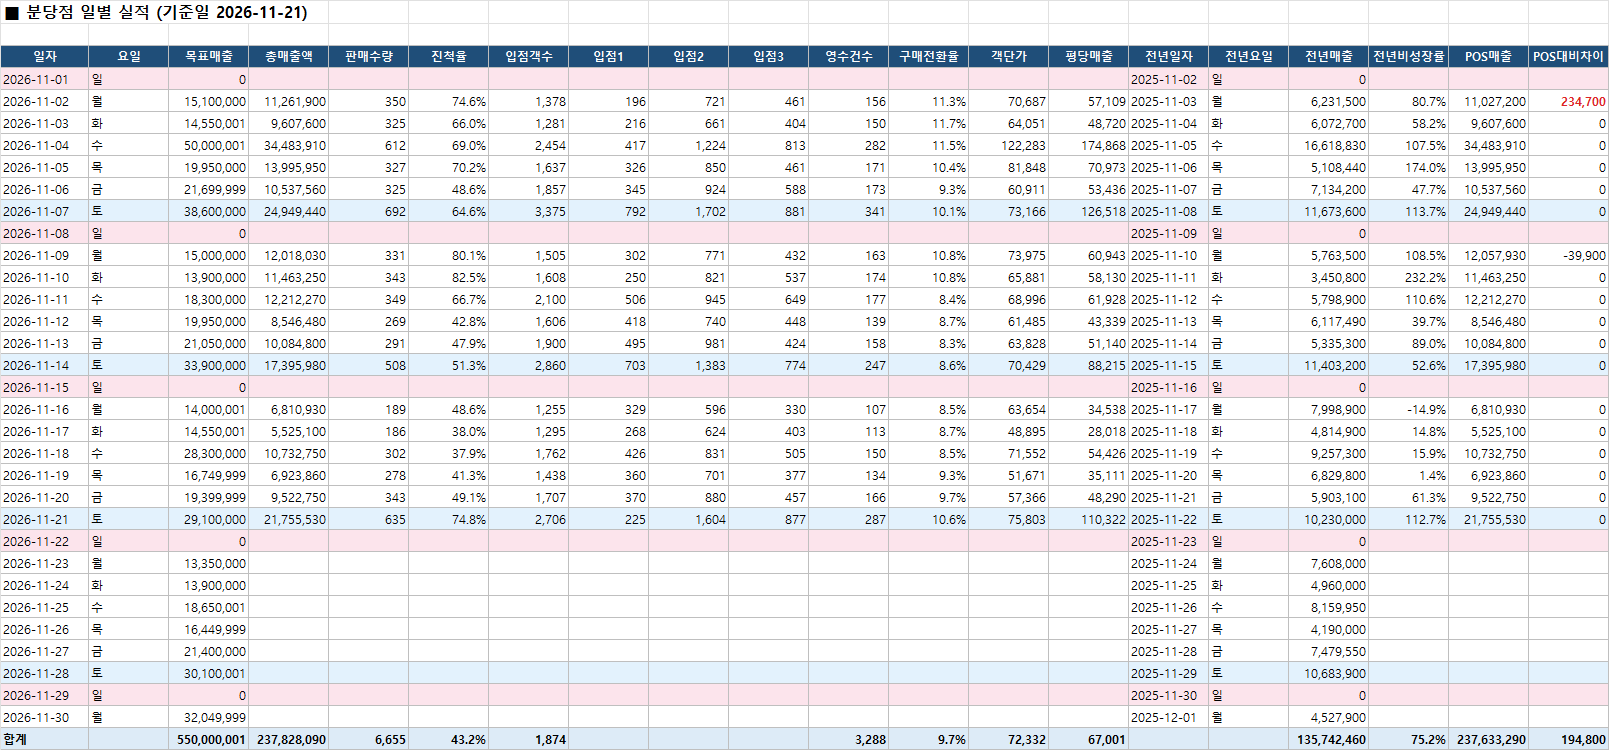 ■ 분당점 일별 실적 (기준일 2026-11-21)
일자 요일 목표매출 총매출액 판매수량 진척율 입점객수 입점1 입점2 입점3 영수건수 구매전환율 객단가 평당매출 전년일자 전년요일 전년매출 전년비성장률 POS매출 POS대비차이
2026-11-01 일 0 2025-11-02 일 0
2026-11-02 월 15,100,000 11,261,900 350 74.6% 1,378 196 721 461 156 11.3% 70,687 57,109 2025-11-03 월 6,231,500 80.7% 11,027,200 234,700
2026-11-03 화 14,550,001 9,607,600 325 66.0% 1,281 216 661 404 150 11.7% 64,051 48,720 2025-11-04 화 6,072,700 58.2% 9,607,600 0
2026-11-04 수 50,000,001 34,483,910 612 69.0% 2,454 417 1,224 813 282 11.5% 122,283 174,868 2025-11-05 수 16,618,830 107.5% 34,483,910 0
2026-11-05 목 19,950,000 13,995,950 327 70.2% 1,637 326 850 461 171 10.4% 81,848 70,973 2025-11-06 목 5,108,440 174.0% 13,995,950 0
2026-11-06 금 21,699,999 10,537,560 325 48.6% 1,857 345 924 588 173 9.3% 60,911 53,436 2025-11-07 금 7,134,200 47.7% 10,537,560 0
2026-11-07 토 38,600,000 24,949,440 692 64.6% 3,375 792 1,702 881 341 10.1% 73,166 126,518 2025-11-08 토 11,673,600 113.7% 24,949,440 0
2026-11-08 일 0 2025-11-09 일 0
2026-11-09 월 15,000,000 12,018,030 331 80.1% 1,505 302 771 432 163 10.8% 73,975 60,943 2025-11-10 월 5,763,500 108.5% 12,057,930 -39,900
2026-11-10 화 13,900,000 11,463,250 343 82.5% 1,608 250 821 537 174 10.8% 65,881 58,130 2025-11-11 화 3,450,800 232.2% 11,463,250 0
2026-11-11 수 18,300,000 12,212,270 349 66.7% 2,100 506 945 649 177 8.4% 68,996 61,928 2025-11-12 수 5,798,900 110.6% 12,212,270 0
2026-11-12 목 19,950,000 8,546,480 269 42.8% 1,606 418 740 448 139 8.7% 61,485 43,339 2025-11-13 목 6,117,490 39.7% 8,546,480 0
2026-11-13 금 21,050,000 10,084,800 291 47.9% 1,900 495 981 424 158 8.3% 63,828 51,140 2025-11-14 금 5,335,300 89.0% 10,084,800 0
2026-11-14 토 33,900,000 17,395,980 508 51.3% 2,860 703 1,383 774 247 8.6% 70,429 88,215 2025-11-15 토 11,403,200 52.6% 17,395,980 0
2026-11-15 일 0 2025-11-16 일 0
2026-11-16 월 14,000,001 6,810,930 189 48.6% 1,255 329 596 330 107 8.5% 63,654 34,538 2025-11-17 월 7,998,900 -14.9% 6,810,930 0
2026-11-17 화 14,550,001 5,525,100 186 38.0% 1,295 268 624 403 113 8.7% 48,895 28,018 2025-11-18 화 4,814,900 14.8% 5,525,100 0
2026-11-18 수 28,300,000 10,732,750 302 37.9% 1,762 426 831 505 150 8.5% 71,552 54,426 2025-11-19 수 9,257,300 15.9% 10,732,750 0
2026-11-19 목 16,749,999 6,923,860 278 41.3% 1,438 360 701 377 134 9.3% 51,671 35,111 2025-11-20 목 6,829,800 1.4% 6,923,860 0
2026-11-20 금 19,399,999 9,522,750 343 49.1% 1,707 370 880 457 166 9.7% 57,366 48,290 2025-11-21 금 5,903,100 61.3% 9,522,750 0
2026-11-21 토 29,100,000 21,755,530 635 74.8% 2,706 225 1,604 877 287 10.6% 75,803 110,322 2025-11-22 토 10,230,000 112.7% 21,755,530 0
2026-11-22 일 0 2025-11-23 일 0
2026-11-23 월 13,350,000 2025-11-24 월 7,608,000
2026-11-24 화 13,900,000 2025-11-25 화 4,960,000
2026-11-25 수 18,650,001 2025-11-26 수 8,159,950
2026-11-26 목 16,449,999 2025-11-27 목 4,190,000
2026-11-27 금 21,400,000 2025-11-28 금 7,479,550
2026-11-28 토 30,100,001 2025-11-29 토 10,683,900
2026-11-29 일 0 2025-11-30 일 0
2026-11-30 월 32,049,999 2025-12-01 월 4,527,900
합계 550,000,001 237,828,090 6,655 43.2% 1,874 3,288 9.7% 72,332 67,001 135,742,460 75.2% 237,633,290 194,800